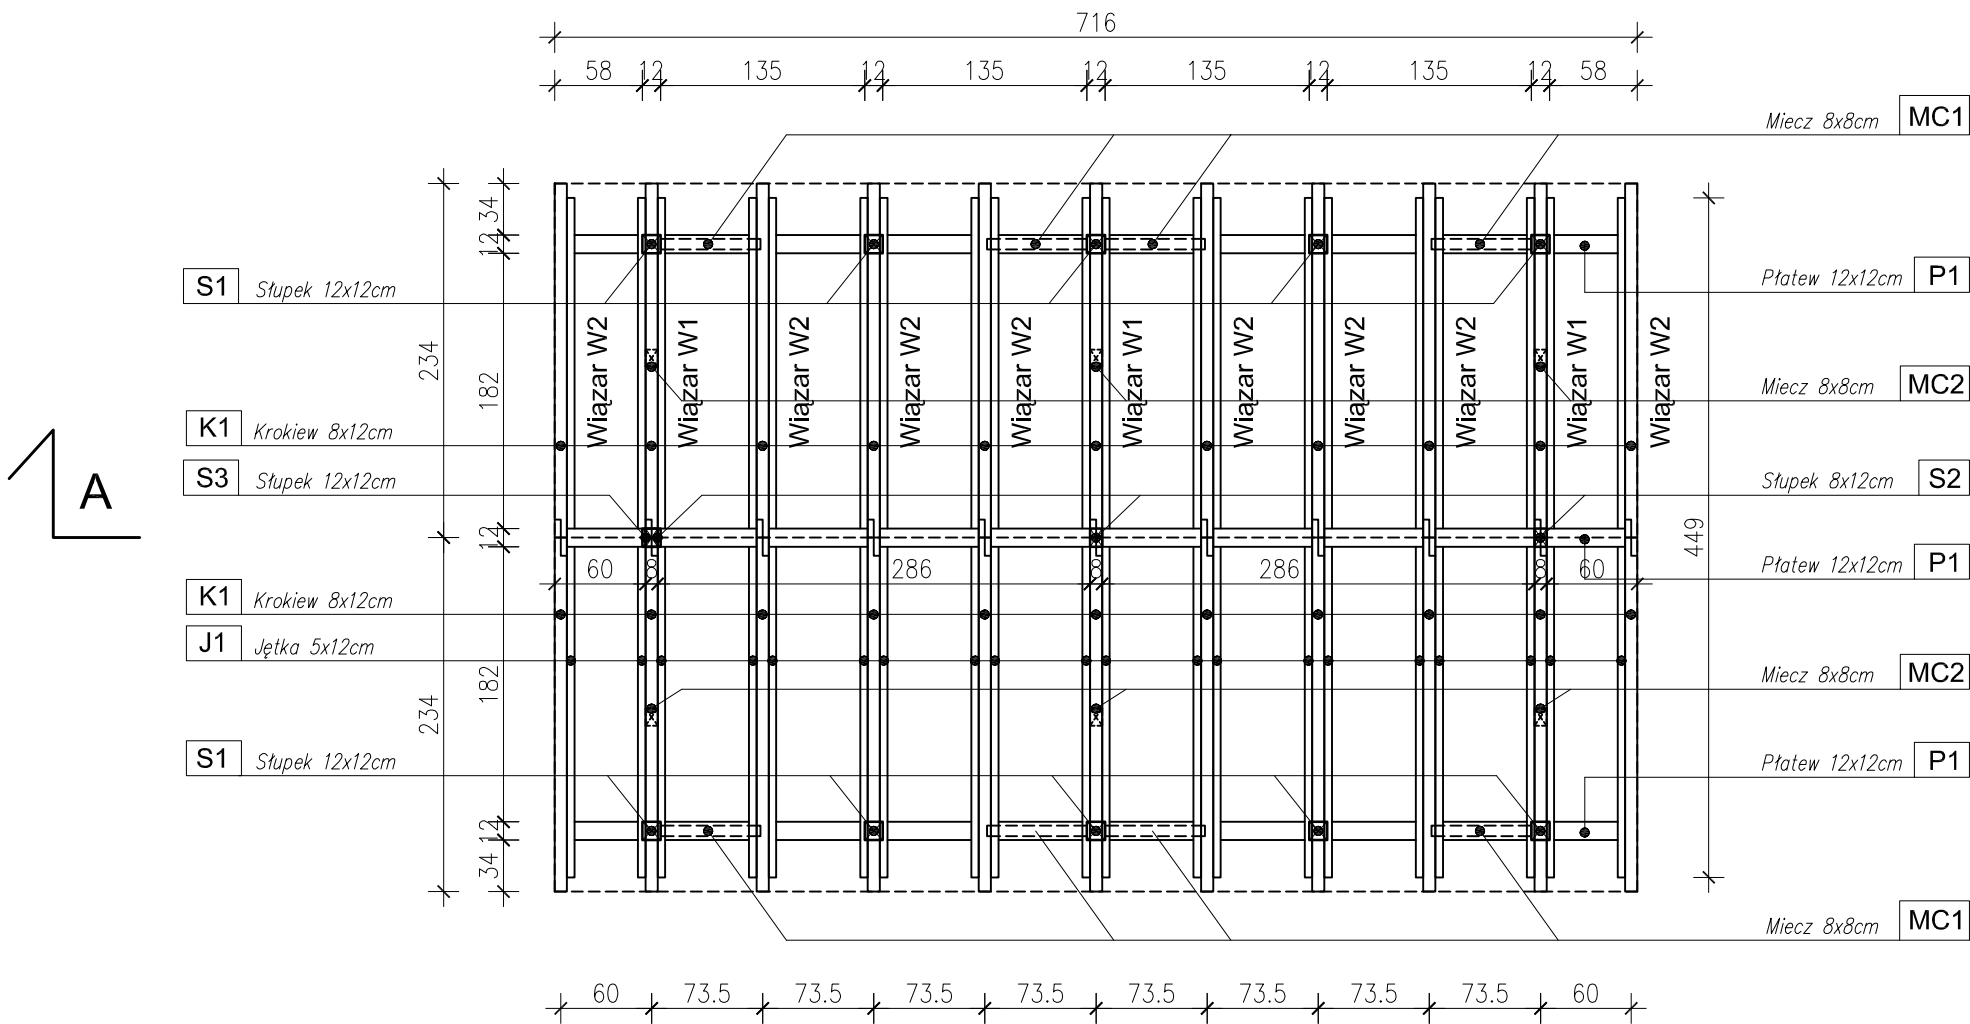 716
58 12 135 12 135 12 135 12 135 12 58
Miecz 8x8cm MC1
34
12
S1 Słupek 12x12cm
Płatew 12x12cm P1
Wiązar W2 Wiązar W1 Wiązar W2 Wiązar W2 Wiązar W2 Wiązar W1 Wiązar W2 Wiązar W2 Wiązar W2 Wiązar W1 Wiązar W2
234
182
Miecz 8x8cm MC2
K1 Krokiew 8x12cm
S3 Słupek 12x12cm
Słupek 8x12cm S2
A
12
449
60 8 286 8 286 8 60
Płatew 12x12cm P1
K1 Krokiew 8x12cm
J1 Jętka 5x12cm
182
234
Miecz 8x8cm MC2
S1 Słupek 12x12cm
Płatew 12x12cm P1
12
34
Miecz 8x8cm MC1
60 73.5 73.5 73.5 73.5 73.5 73.5 73.5 73.5 60